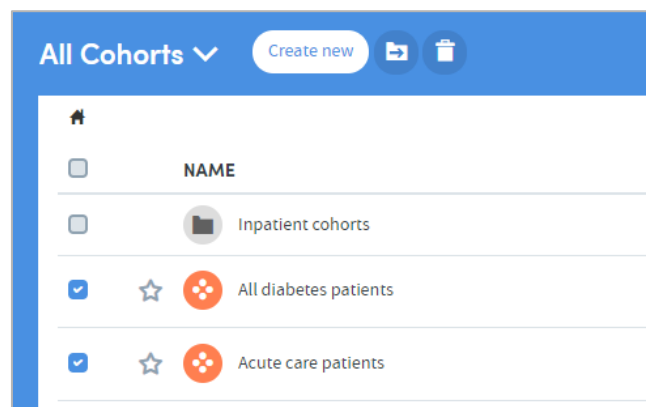 All Cohorts
Create new
NAME
Inpatient cohorts
All diabetes patients
Acute care patients